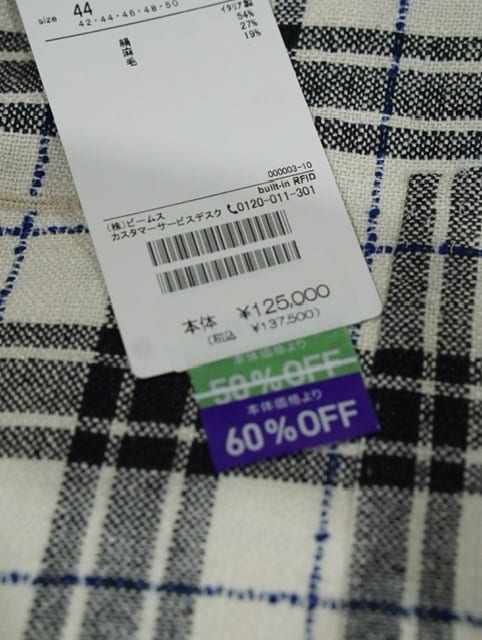 size 44
42・44・46・48・50
イタリア製
絹 54%
麻 27%
毛 19%
000003-10
built-in RFID
(株)ビームス
カスタマーサービスデスク 0120-011-301
本体 ¥125,000
(税込 ¥137,500)
本体価格より
50%OFF
本体価格より
60%OFF